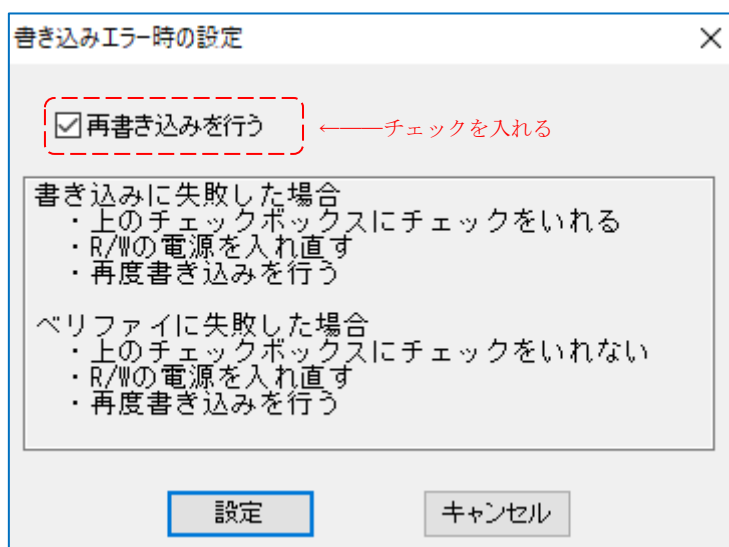 書き込みエラー時の設定
再書き込みを行う ←――チェックを入れる
書き込みに失敗した場合
・上のチェックボックスにチェックをいれる
・R/Wの電源を入れ直す
・再度書き込みを行う
ベリファイに失敗した場合
・上のチェックボックスにチェックをいれない
・R/Wの電源を入れ直す
・再度書き込みを行う
設定 キャンセル